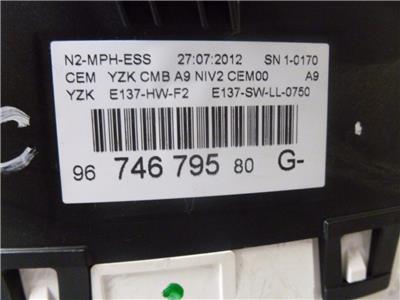 N2-MPH-ESS 27:07:2012 SN 1-0170
CEM YZK CMB A9 NIV2 CEM00 A9
YZK E137-HW-F2 E137-SW-LL-0750
96 746 795 80 G-
C